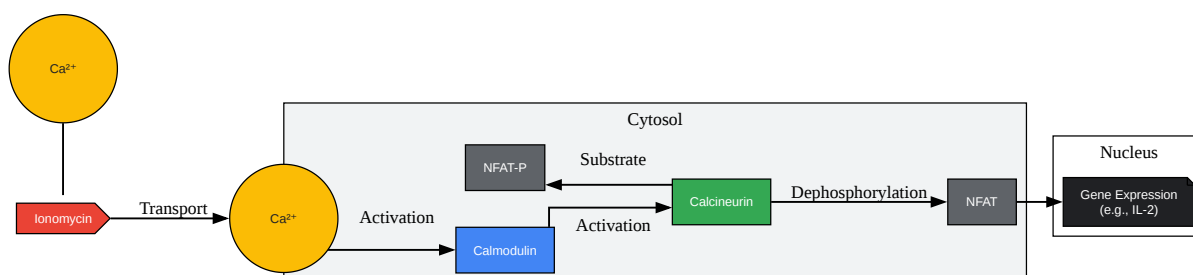 Ca²⁺
Cytosol
NFAT-P
Substrate
Nucleus
Ionomycin
Transport
Ca²⁺
Activation
Calmodulin
Activation
Calcineurin
Dephosphorylation
NFAT
Gene Expression
(e.g., IL-2)